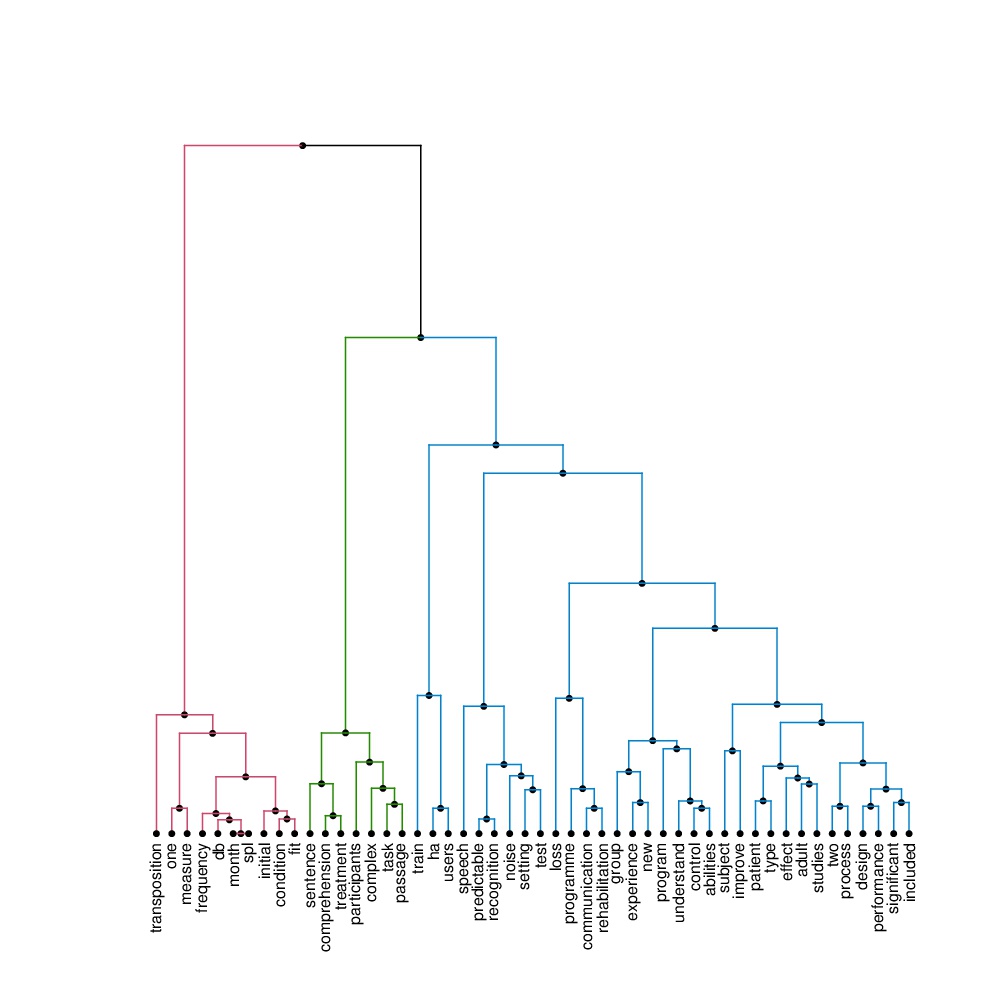 transposition
one
measure
frequency
db
month
spl
initial
condition
fit
sentence
comprehension
treatment
participants
complex
task
passage
train
ha
users
speech
predictable
recognition
noise
setting
test
loss
programme
communication
rehabilitation
group
experience
new
program
understand
control
abilities
subject
improve
patient
type
effect
adult
studies
two
process
design
performance
significant
included